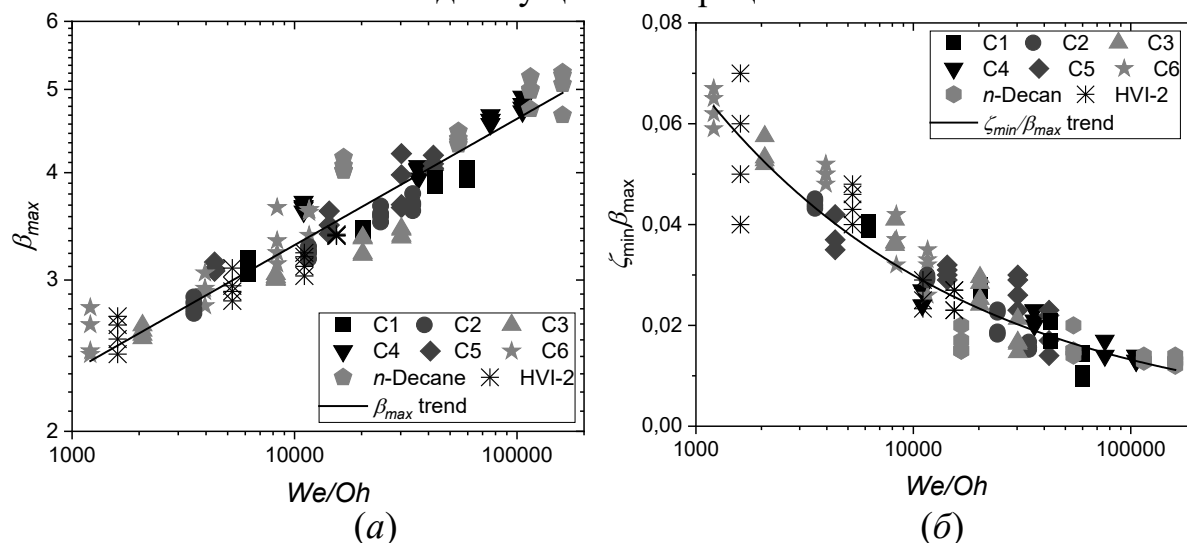 6
5
4
3
2
β_max
C1 C2 C3
C4 C5 C6
n-Decane HVI-2
β_max trend
1000 10000 100000
We/Oh
(а)
0,08
0,06
0,04
0,02
0,00
ζ_min/β_max
C1 C2 C3
C4 C5 C6
n-Decan HVI-2
ζ_min/β_max trend
1000 10000 100000
We/Oh
(б)